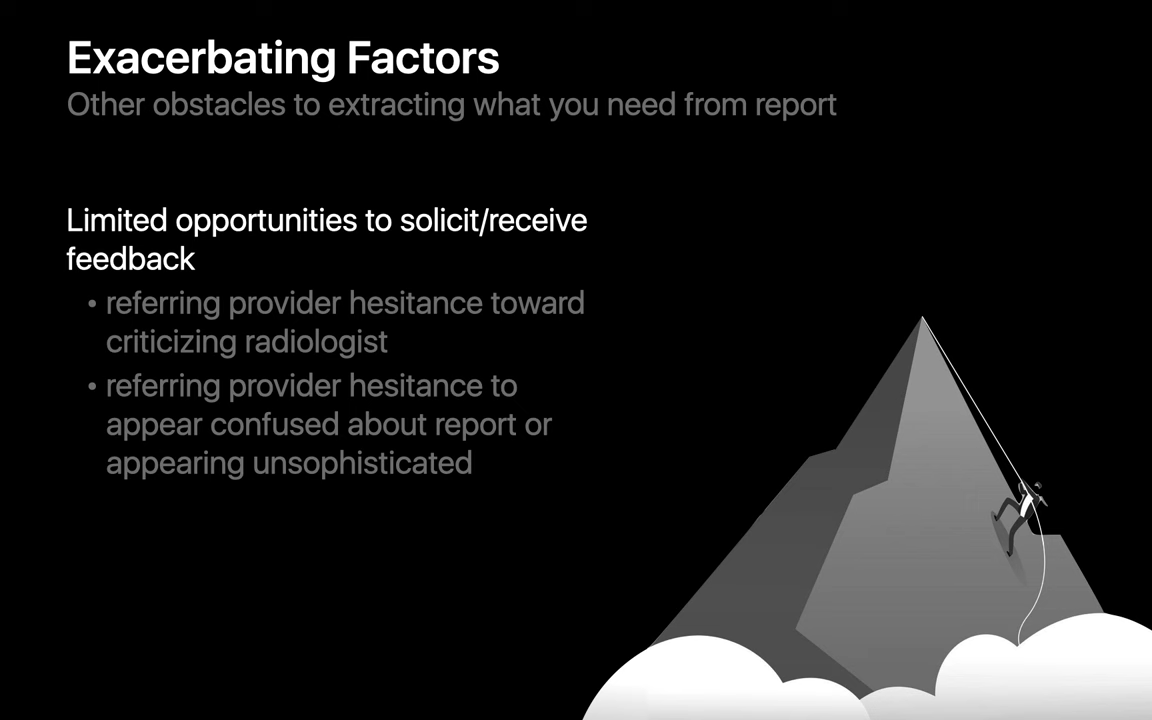 Exacerbating Factors
Other obstacles to extracting what you need from report
Limited opportunities to solicit/receive
feedback
• referring provider hesitance toward
criticizing radiologist
• referring provider hesitance to
appear confused about report or
appearing unsophisticated